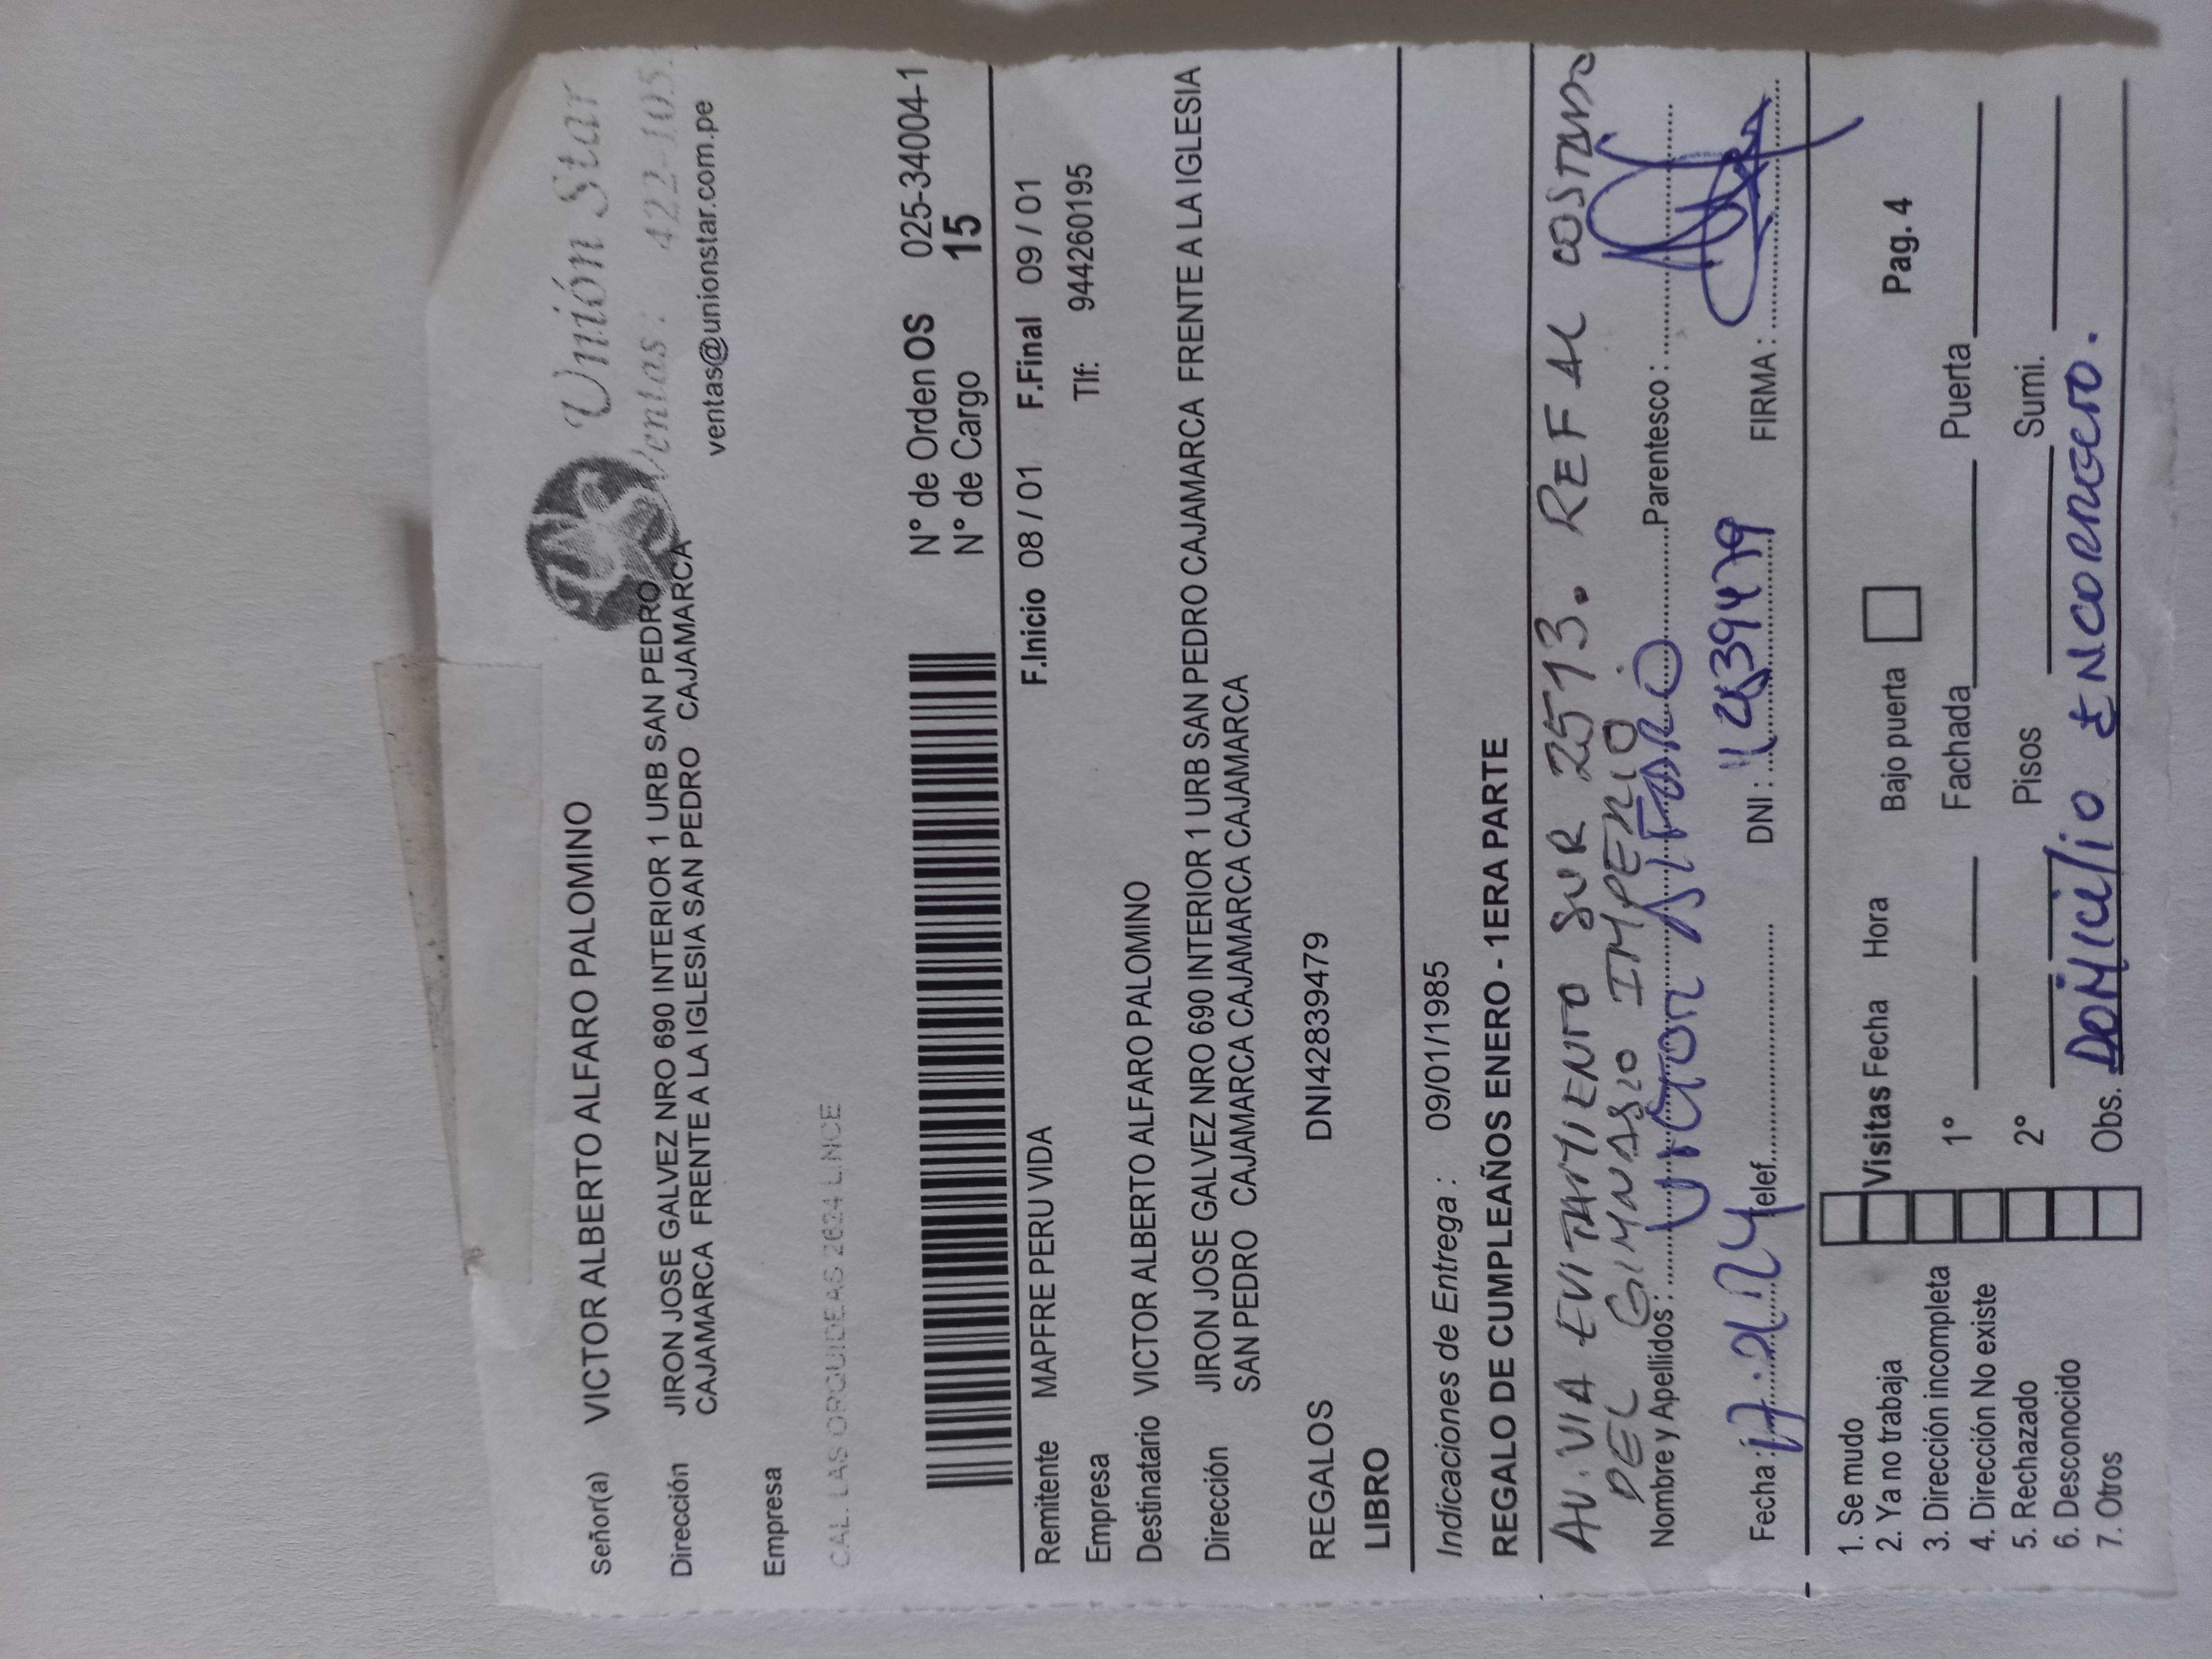 Unión Star
Ventas: 422-105
ventas@unionstar.com.pe
Señor(a) VICTOR ALBERTO ALFARO PALOMINO
Dirección JIRON JOSE GALVEZ NRO 690 INTERIOR 1 URB SAN PEDRO
CAJAMARCA FRENTE A LA IGLESIA SAN PEDRO CAJAMARCA
Empresa
CAL. LAS ORQUIDEAS 2624 LINCE
N° de Orden OS 025-34004-1
N° de Cargo 15
Remitente MAPFRE PERU VIDA F.Inicio 08 / 01 F.Final 09 / 01
Empresa Tlf: 944260195
Destinatario VICTOR ALBERTO ALFARO PALOMINO
Dirección JIRON JOSE GALVEZ NRO 690 INTERIOR 1 URB SAN PEDRO CAJAMARCA FRENTE A LA IGLESIA
SAN PEDRO CAJAMARCA CAJAMARCA CAJAMARCA
REGALOS DNI42839479
LIBRO
Indicaciones de Entrega : 09/01/1985
REGALO DE CUMPLEAÑOS ENERO - 1ERA PARTE
AV. VIA EVITAMIENTO SUR 2513. REF AL COSTADO
DEL GIMNASIO IMPERIO.
Nombre y Apellidos : Victor Alfaro Parentesco :
Fecha : 17.01.24 Telef. DNI : 42839479 FIRMA :
1. Se mudo
2. Ya no trabaja
3. Dirección incompleta
4. Dirección No existe
5. Rechazado
6. Desconocido
7. Otros
Visitas Fecha Hora Bajo puerta Pag. 4
1° Fachada Puerta
2° Pisos Sumi.
Obs. DOMICILIO ENCORRECTO.